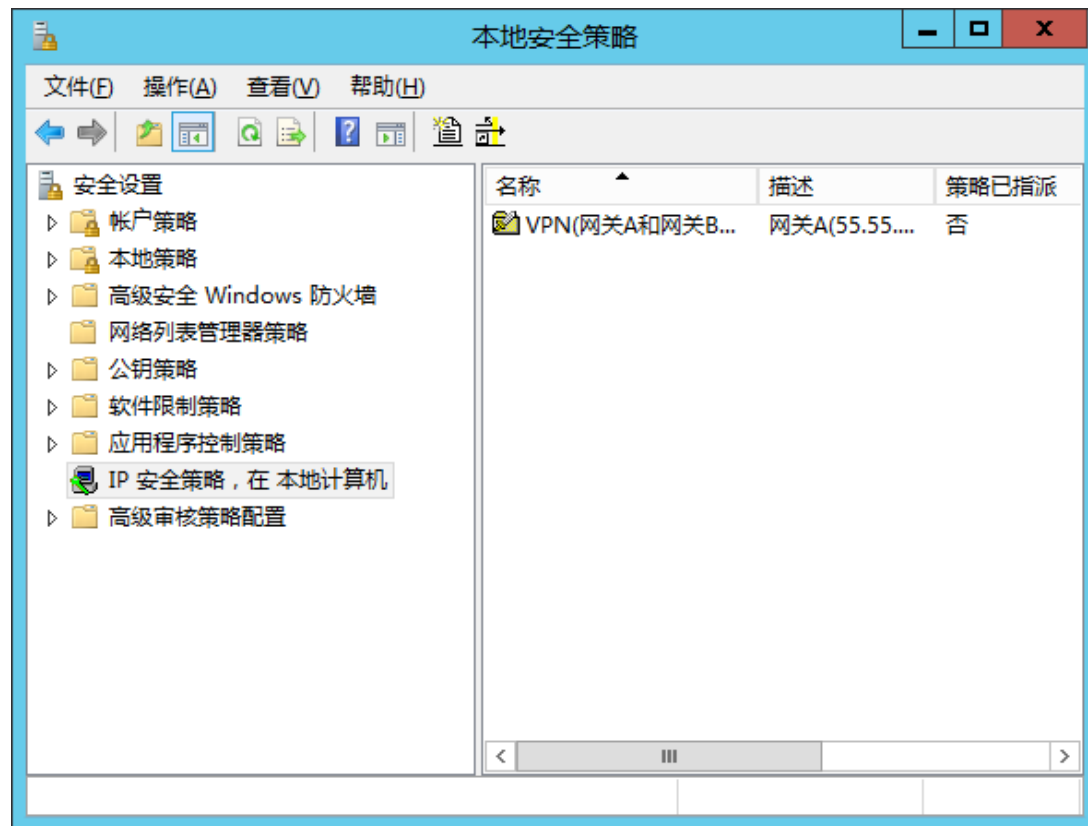 本地安全策略
文件(F) 操作(A) 查看(V) 帮助(H)
安全设置
帐户策略
本地策略
高级安全 Windows 防火墙
网络列表管理器策略
公钥策略
软件限制策略
应用程序控制策略
IP 安全策略，在 本地计算机
高级审核策略配置
名称 描述 策略已指派
VPN(网关A和网关B... 网关A(55.55.... 否